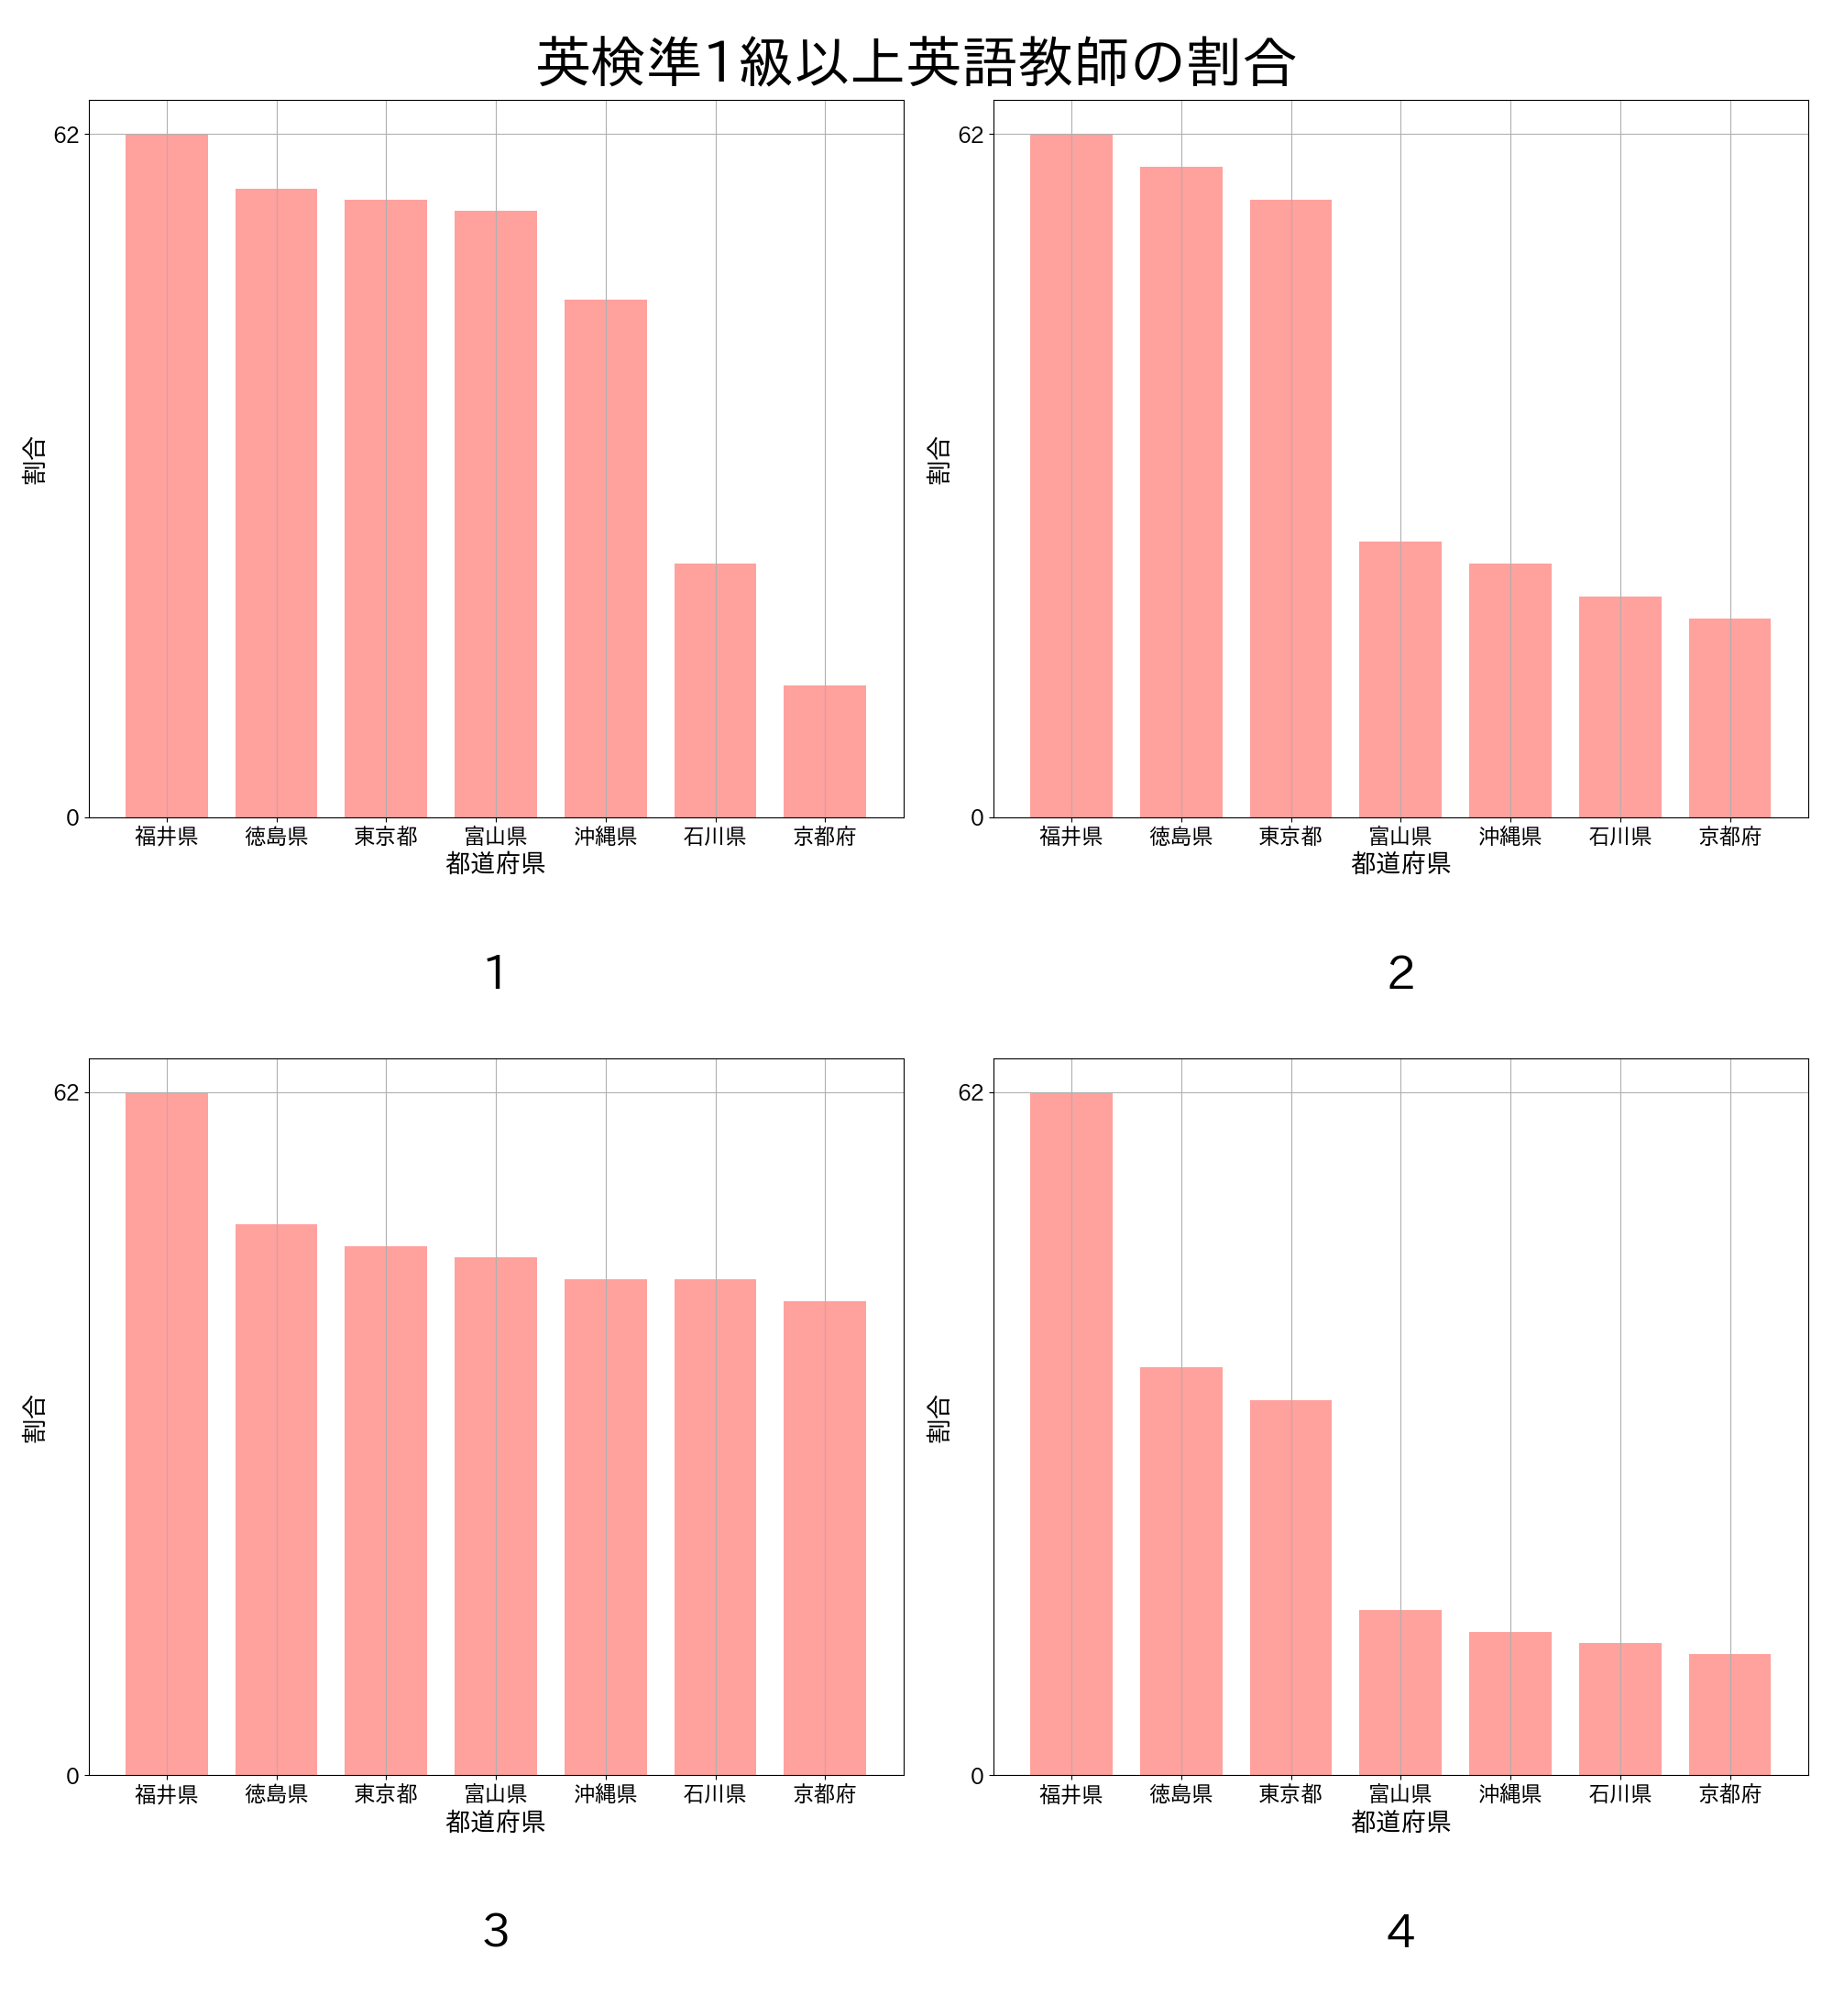 英検準1級以上英語教師の割合
62
0
割合
福井県 徳島県 東京都 富山県 沖縄県 石川県 京都府
都道府県
1
62
0
割合
福井県 徳島県 東京都 富山県 沖縄県 石川県 京都府
都道府県
2
62
0
割合
福井県 徳島県 東京都 富山県 沖縄県 石川県 京都府
都道府県
3
62
0
割合
福井県 徳島県 東京都 富山県 沖縄県 石川県 京都府
都道府県
4